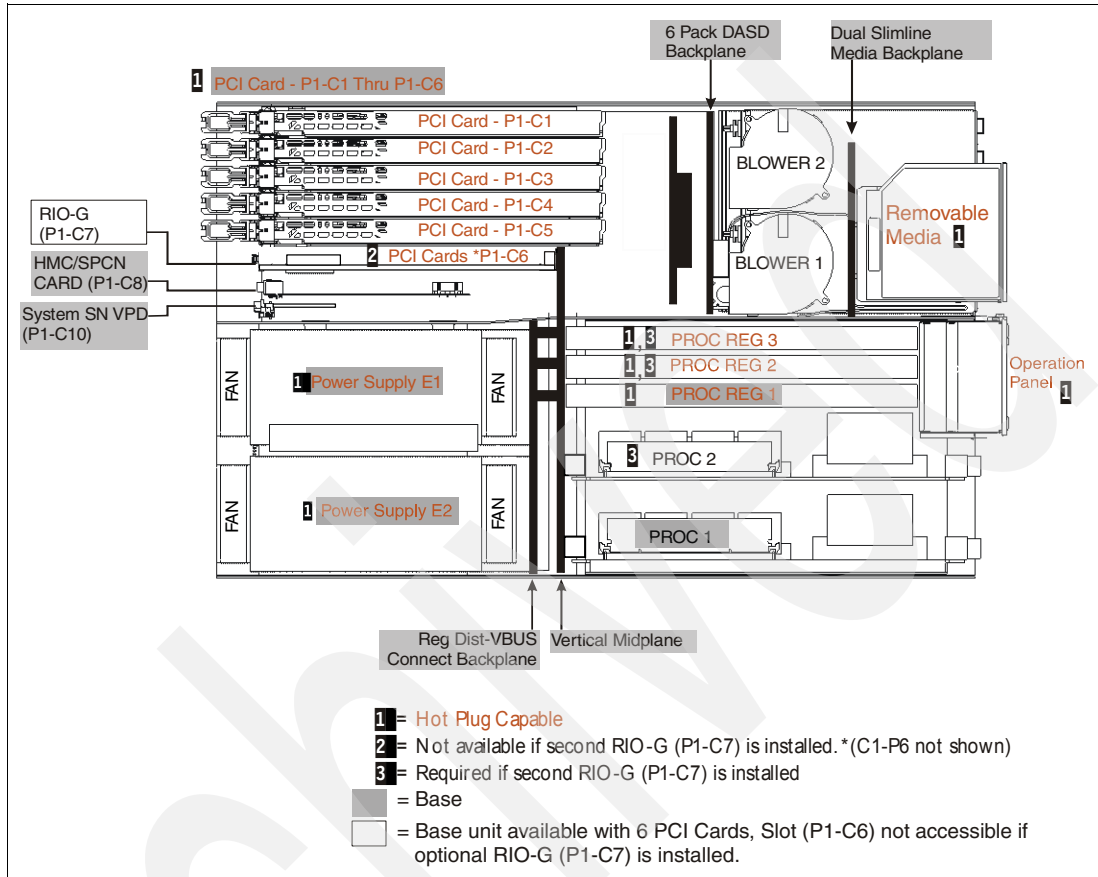 6 Pack DASD
Backplane
Dual Slimline
Media Backplane
1 PCI Card - P1-C1 Thru P1-C6
PCI Card - P1-C1
PCI Card - P1-C2
PCI Card - P1-C3
PCI Card - P1-C4
PCI Card - P1-C5
2 PCI Cards *P1-C6
RIO-G
(P1-C7)
HMC/SPCN
CARD (P1-C8)
System SN VPD
(P1-C10)
BLOWER 2
BLOWER 1
Removable
Media 1
FAN
1 Power Supply E1
FAN
1,3 PROC REG 3
1,3 PROC REG 2
1 PROC REG 1
Operation
Panel 1
3 PROC 2
FAN
1 Power Supply E2
FAN
PROC 1
Reg Dist-VBUS
Connect Backplane
Vertical Midplane
1 = Hot Plug Capable
2 = Not available if second RIO-G (P1-C7) is installed. *(C1-P6 not shown)
3 = Required if second RIO-G (P1-C7) is installed
= Base
= Base unit available with 6 PCI Cards, Slot (P1-C6) not accessible if
optional RIO-G (P1-C7) is installed.